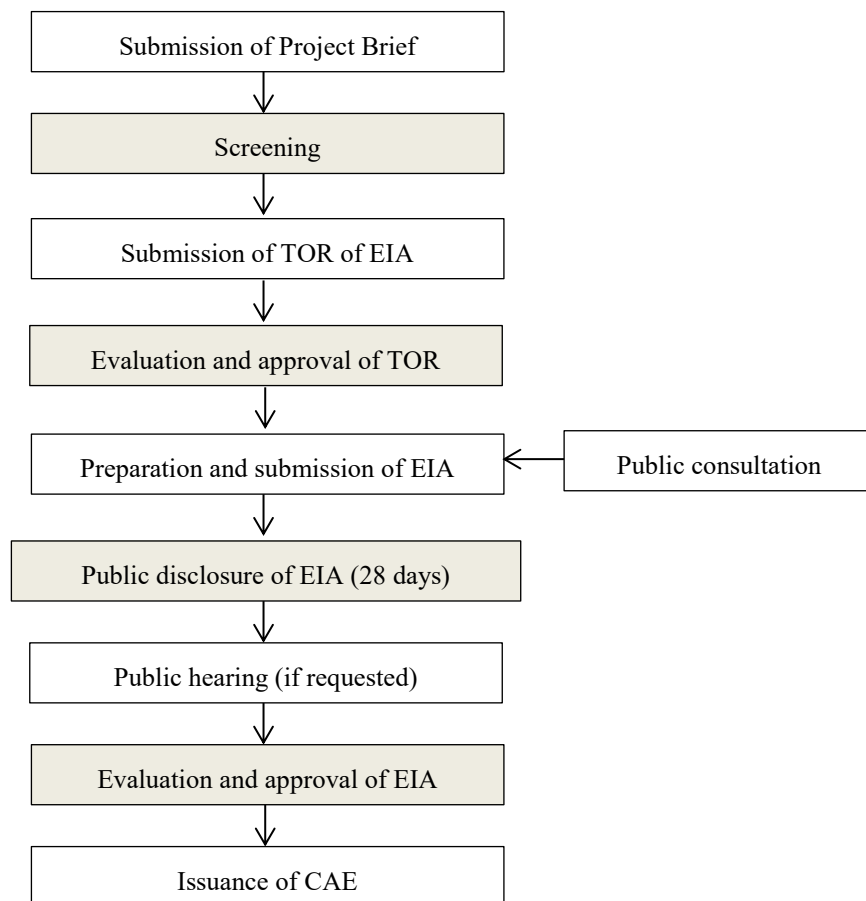 Submission of Project Brief
Screening
Submission of TOR of EIA
Evaluation and approval of TOR
Preparation and submission of EIA
Public consultation
Public disclosure of EIA (28 days)
Public hearing (if requested)
Evaluation and approval of EIA
Issuance of CAE